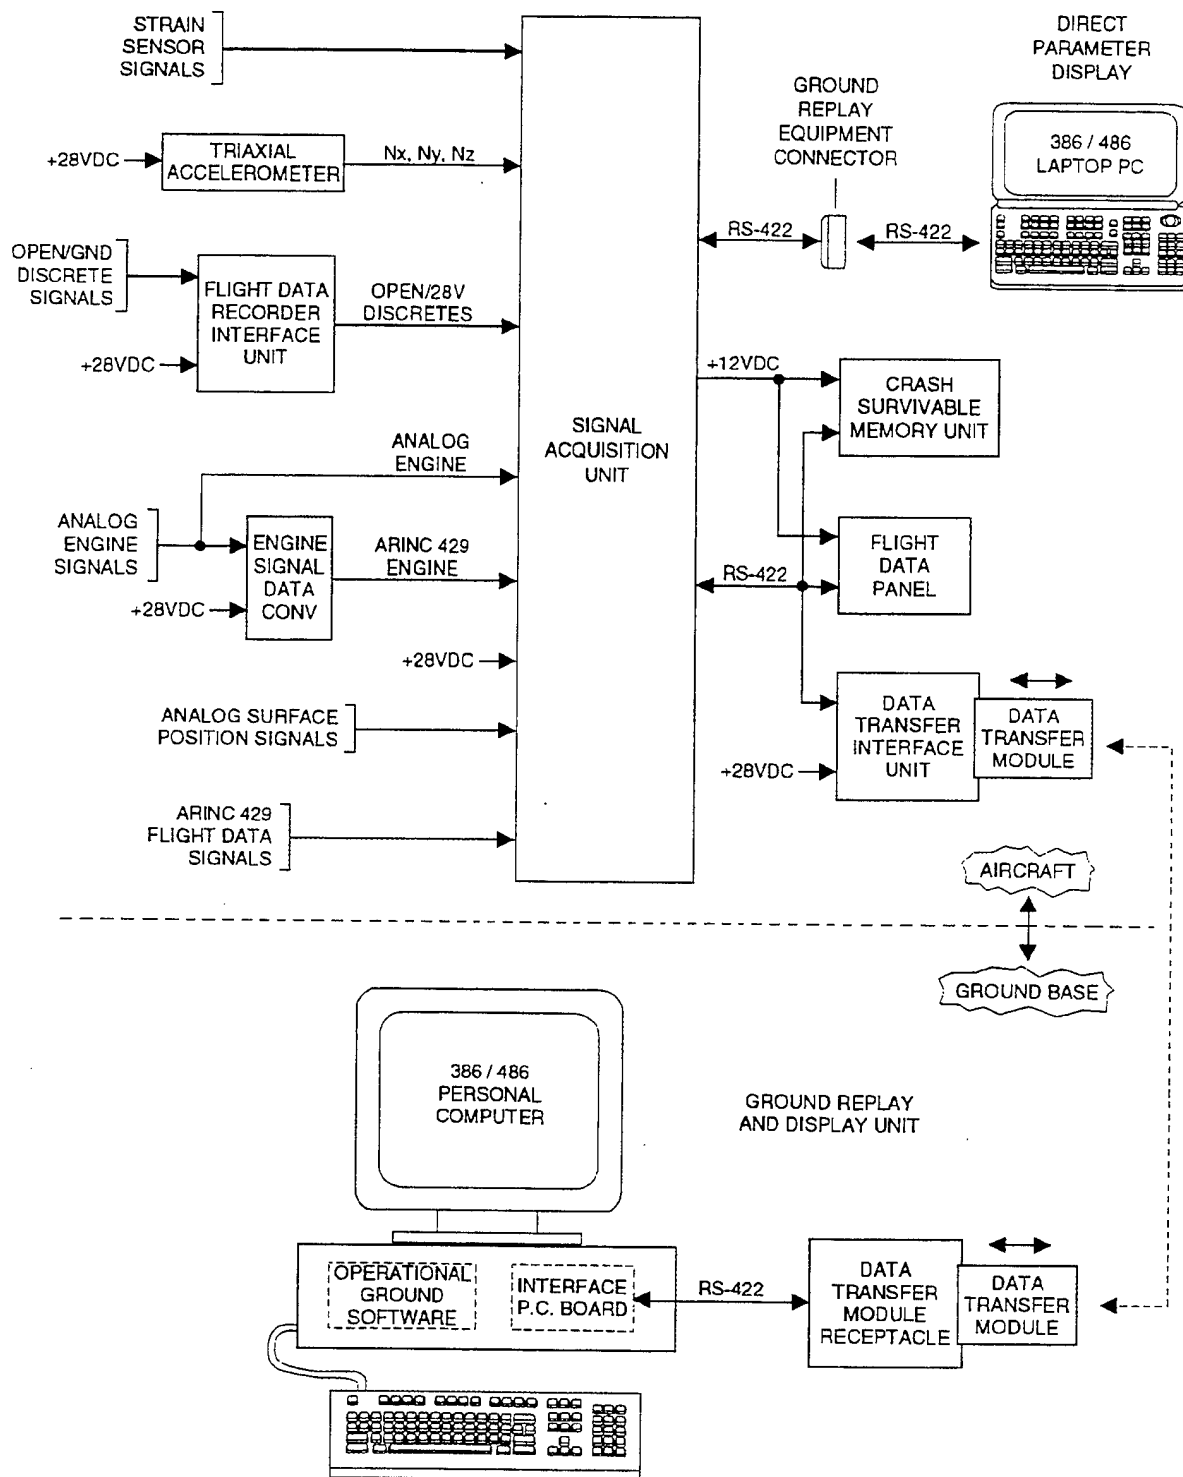 STRAIN
SENSOR
SIGNALS
+28VDC
TRIAXIAL
ACCELEROMETER
Nx, Ny, Nz
OPEN/GND
DISCRETE
SIGNALS
+28VDC
FLIGHT DATA
RECORDER
INTERFACE
UNIT
OPEN/28V
DISCRETES
ANALOG
ENGINE
ANALOG
ENGINE
SIGNALS
+28VDC
ENGINE
SIGNAL
DATA
CONV
ARINC 429
ENGINE
+28VDC
ANALOG SURFACE
POSITION SIGNALS
ARINC 429
FLIGHT DATA
SIGNALS
SIGNAL
ACQUISITION
UNIT
GROUND
REPLAY
EQUIPMENT
CONNECTOR
DIRECT
PARAMETER
DISPLAY
386 / 486
LAPTOP PC
RS-422
RS-422
+12VDC
CRASH
SURVIVABLE
MEMORY UNIT
FLIGHT
DATA
PANEL
RS-422
DATA
TRANSFER
INTERFACE
UNIT
+28VDC
DATA
TRANSFER
MODULE
AIRCRAFT
GROUND BASE
386 / 486
PERSONAL
COMPUTER
GROUND REPLAY
AND DISPLAY UNIT
OPERATIONAL
GROUND
SOFTWARE
INTERFACE
P.C. BOARD
RS-422
DATA
TRANSFER
MODULE
RECEPTACLE
DATA
TRANSFER
MODULE